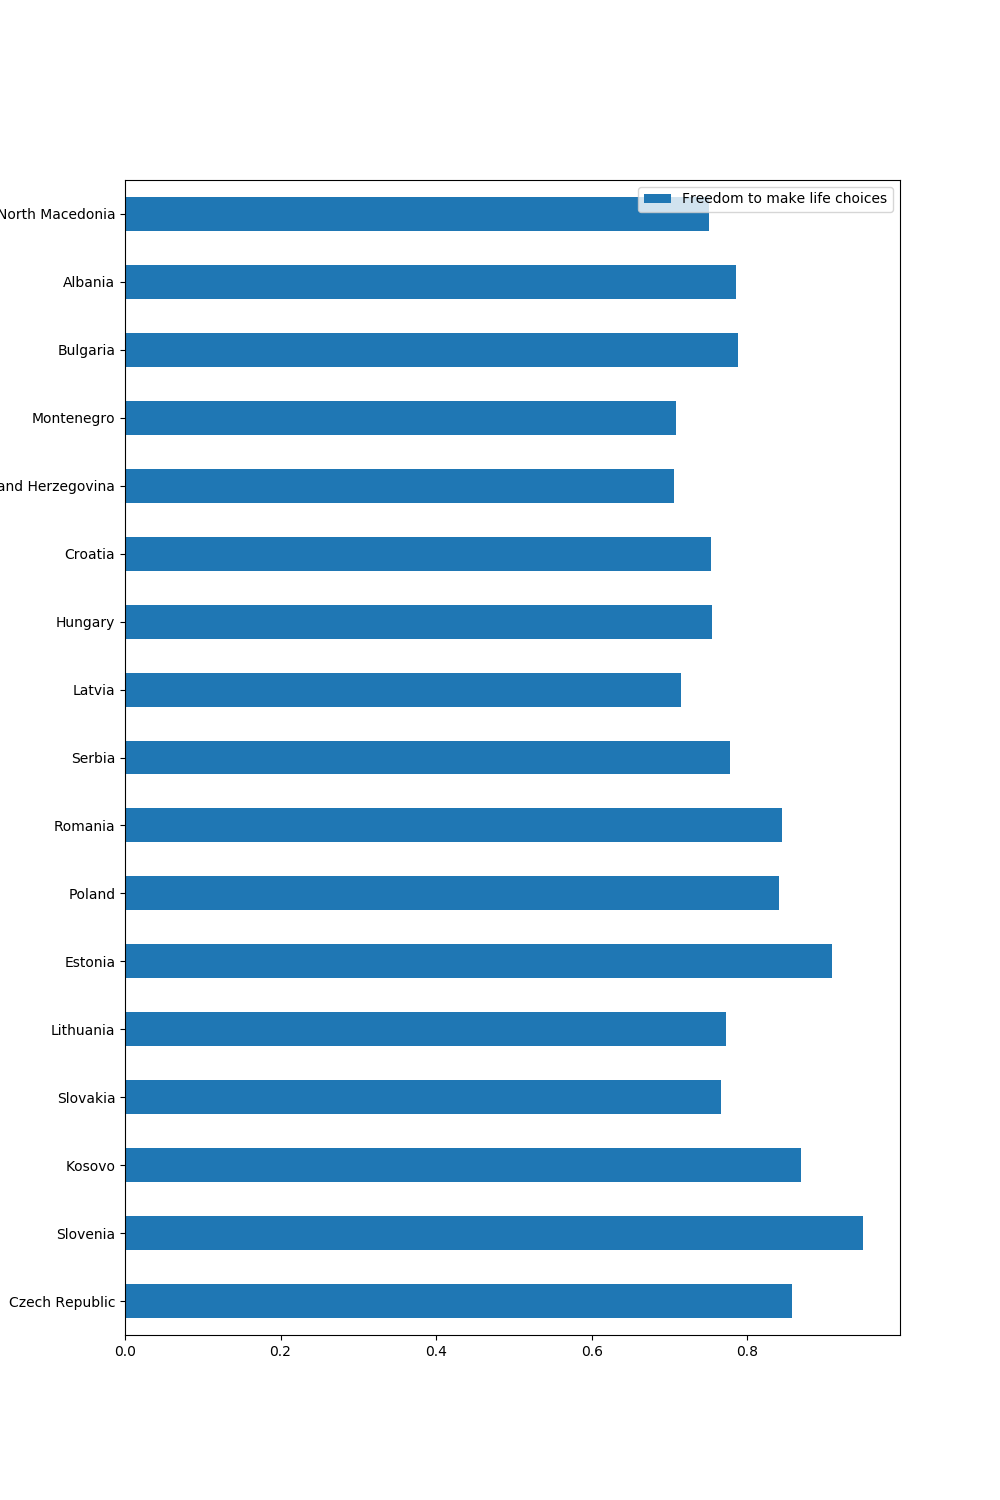 Freedom to make life choices
North Macedonia
Albania
Bulgaria
Montenegro
and Herzegovina
Croatia
Hungary
Latvia
Serbia
Romania
Poland
Estonia
Lithuania
Slovakia
Kosovo
Slovenia
Czech Republic
0.0 0.2 0.4 0.6 0.8